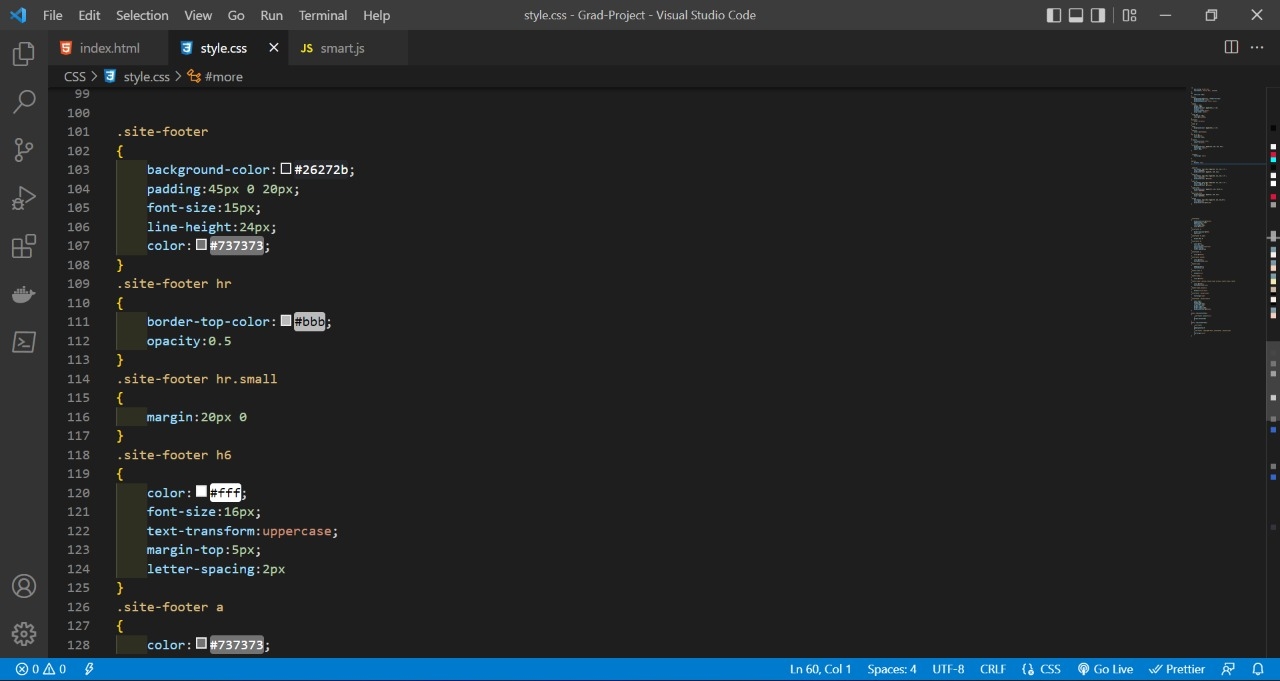 File Edit Selection View Go Run Terminal Help style.css - Grad-Project - Visual Studio Code
index.html style.css JS smart.js
CSS > style.css > #more
99
100
101 .site-footer
102 {
103 background-color: #26272b;
104 padding:45px 0 20px;
105 font-size:15px;
106 line-height:24px;
107 color: #737373;
108 }
109 .site-footer hr
110 {
111 border-top-color: #bbb;
112 opacity:0.5
113 }
114 .site-footer hr.small
115 {
116 margin:20px 0
117 }
118 .site-footer h6
119 {
120 color: #fff;
121 font-size:16px;
122 text-transform:uppercase;
123 margin-top:5px;
124 letter-spacing:2px
125 }
126 .site-footer a
127 {
128 color: #737373;
0 0 Ln 60, Col 1 Spaces: 4 UTF-8 CRLF {} CSS Go Live Prettier